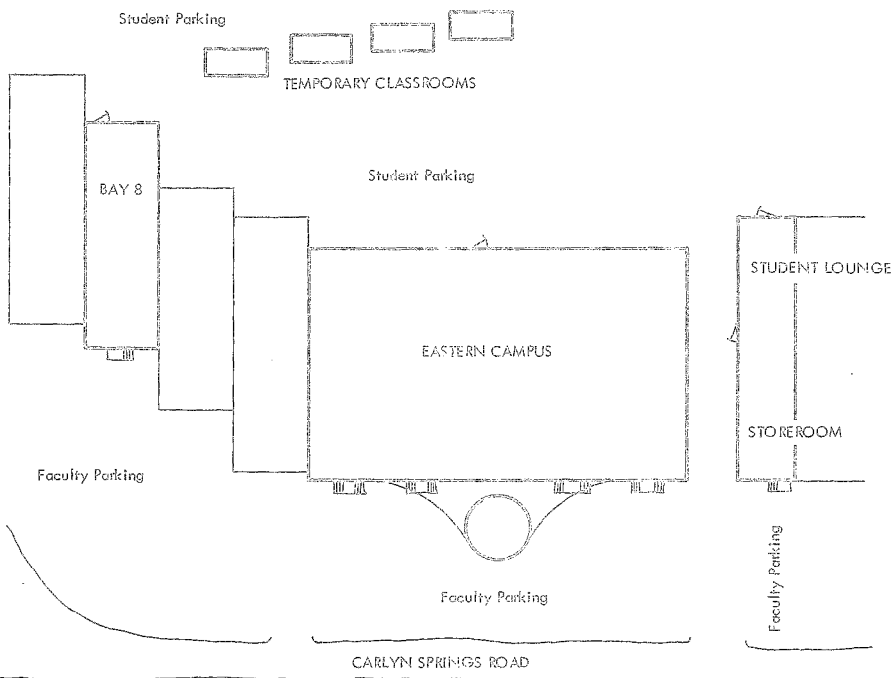 Student Parking
TEMPORARY CLASSROOMS
Student Parking
BAY 8
STUDENT LOUNGE
EASTERN CAMPUS
STOREROOM
Faculty Parking
Faculty Parking
Faculty Parking
CARLYN SPRINGS ROAD